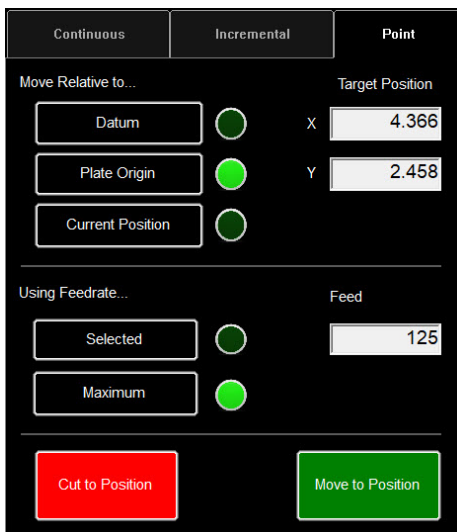 Continuous Incremental Point
Move Relative to... Target Position
Datum X 4.366
Plate Origin Y 2.458
Current Position
Using Feedrate... Feed
Selected 125
Maximum
Cut to Position Move to Position